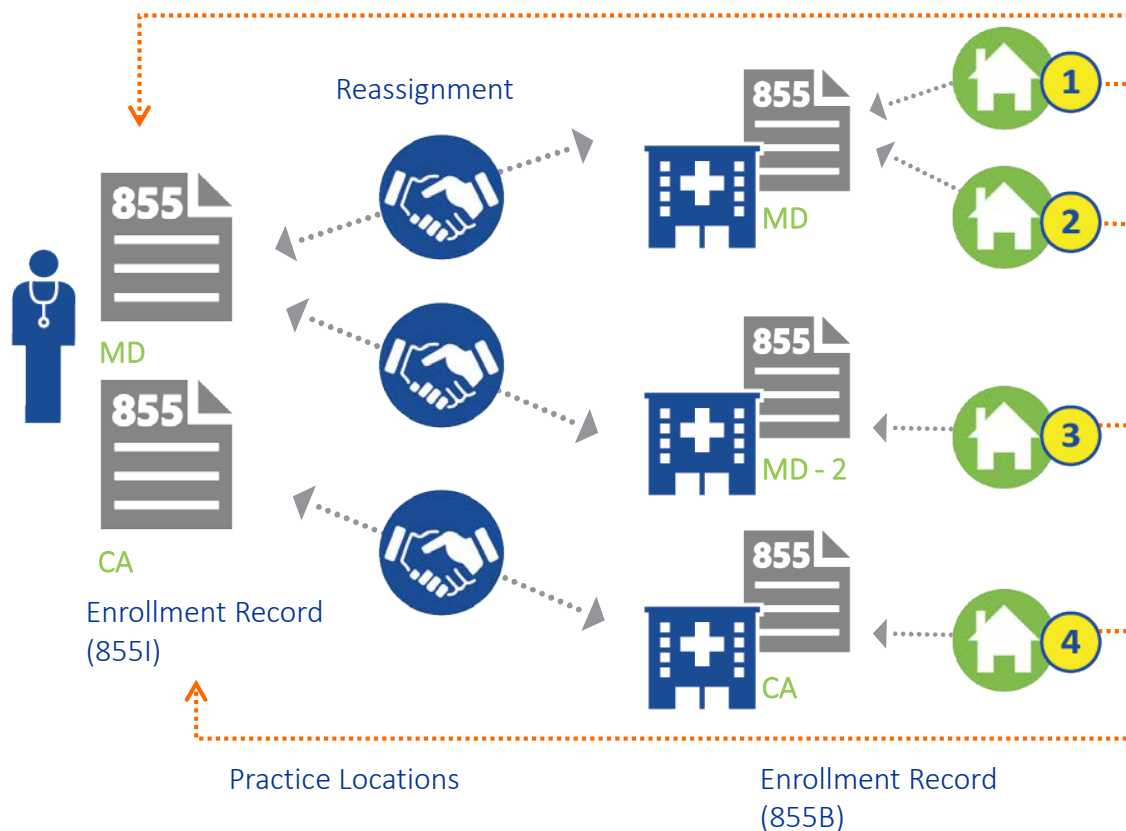 Reassignment
855
MD
855
CA
Enrollment Record
(855I)
855
MD
1
2
855
MD - 2
3
855
CA
4
Practice Locations
Enrollment Record
(855B)